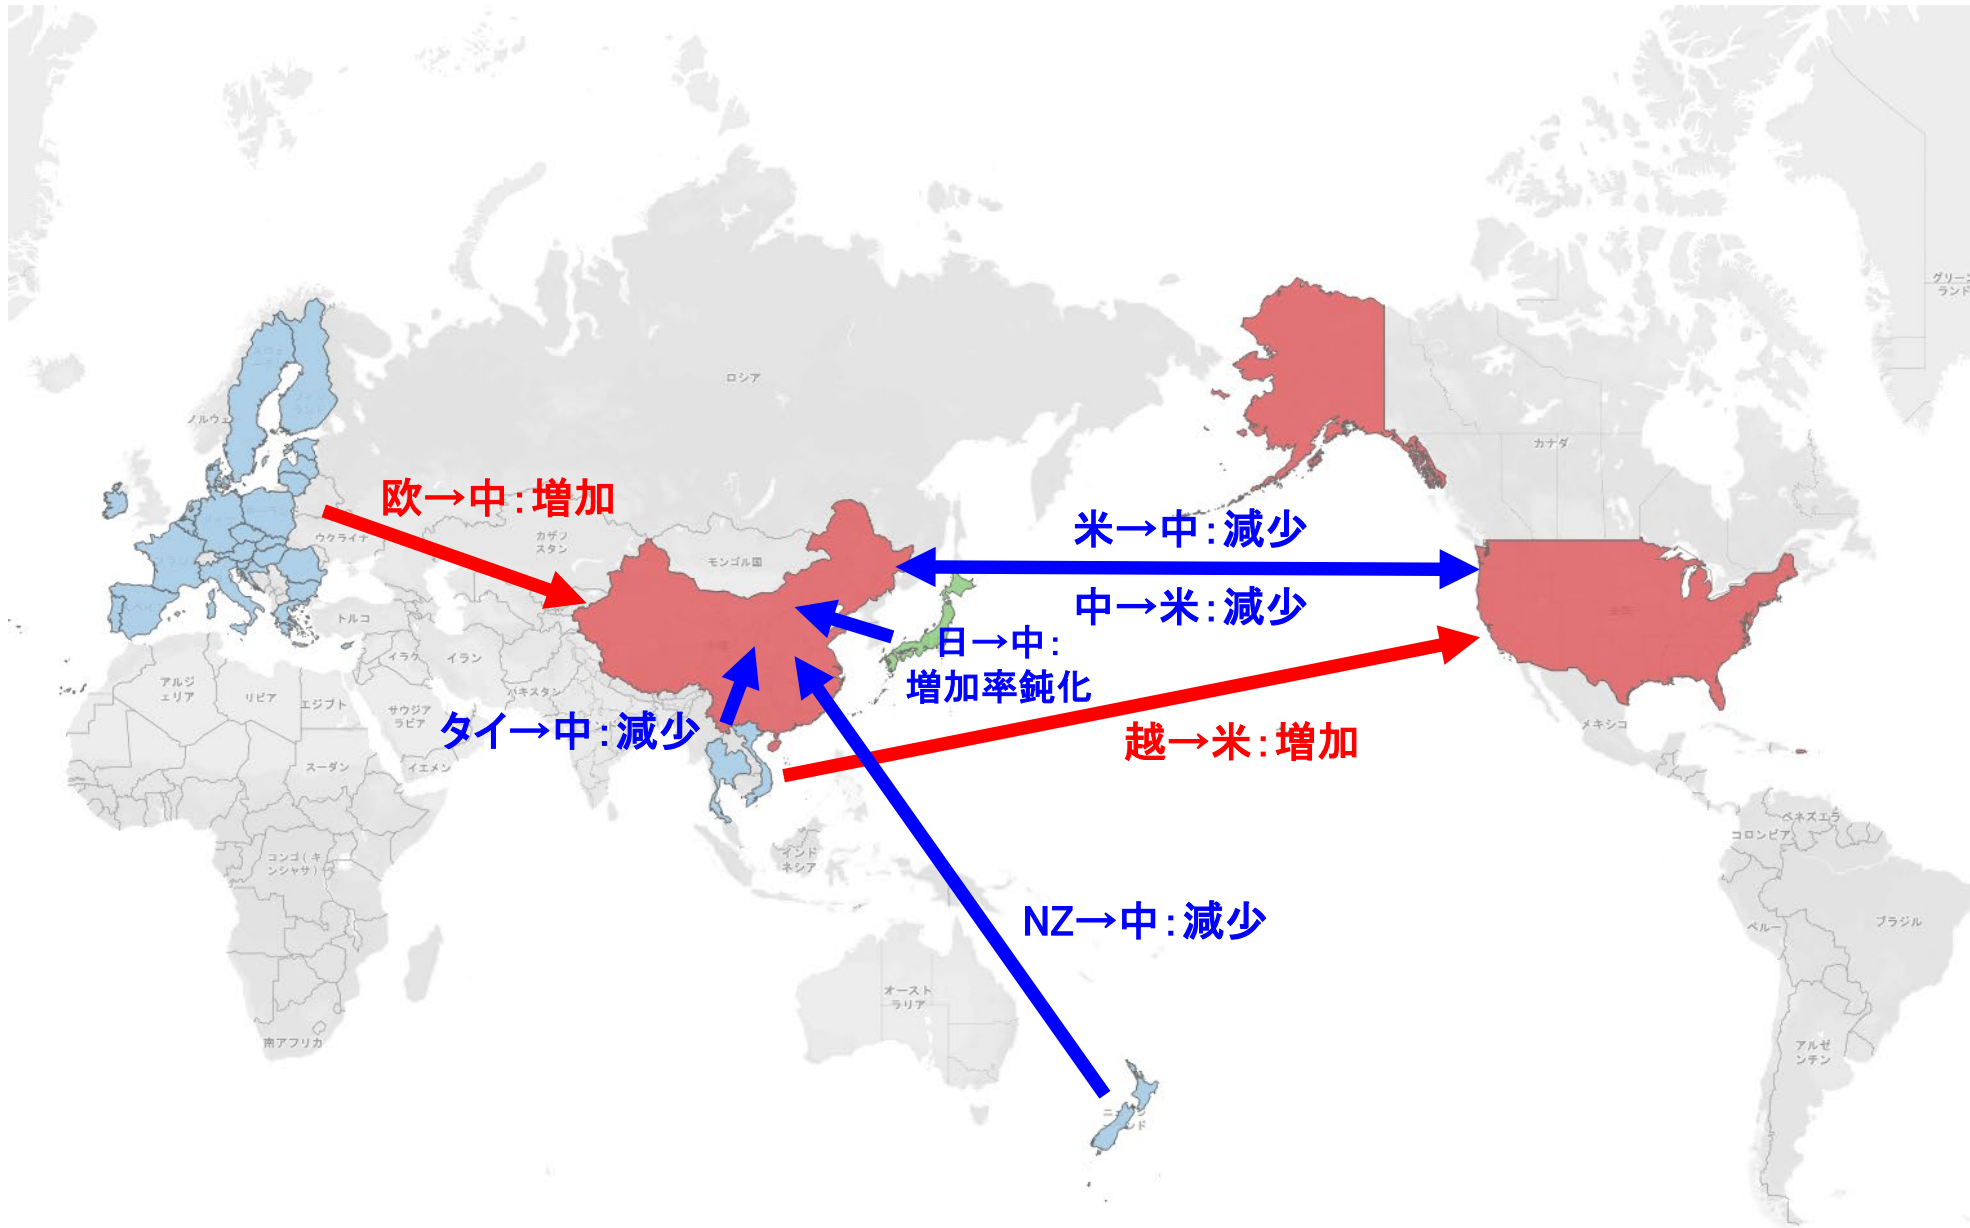 グリーン
ランド
ロシア
ノルウェ
カナダ
欧→中：増加
米→中：減少
ウクライナ
カザフ
スタン
モンゴル国
中→米：減少
トルコ
日→中：
増加率鈍化
イラク
イラン
パキスタン
アルジ
ェリア
リビア
エジプト
サウジア
ラビア
タイ→中：減少
メキシコ
越→米：増加
スーダン
イエメン
ベネズエラ
コロンビア
コンゴ(キ
ンシャサ)
インド
ネシア
NZ→中：減少
ペルー
ブラジル
オースト
ラリア
南アフリカ
アルゼ
ンチン